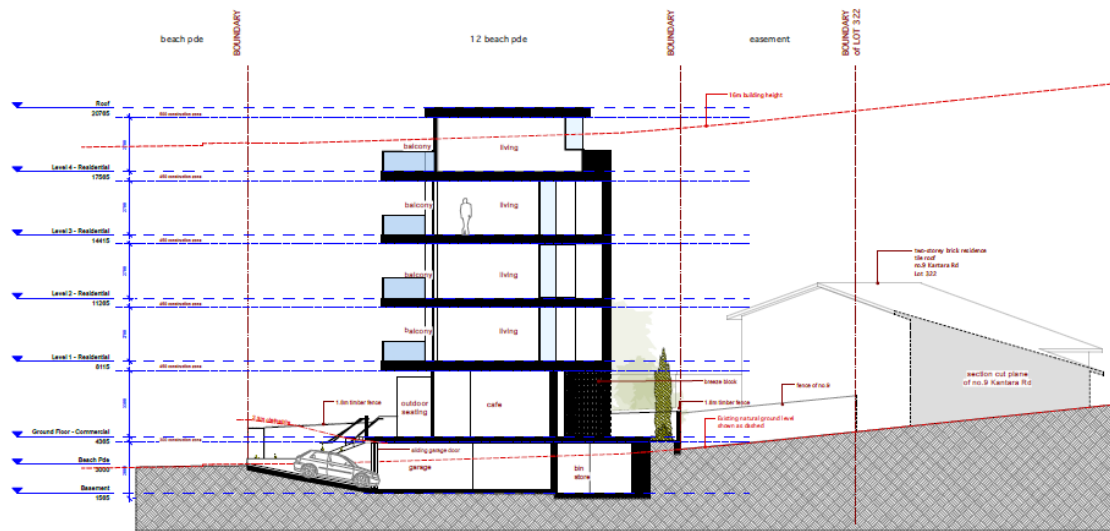 beach pde
BOUNDARY
12 beach pde
BOUNDARY
easement
BOUNDARY
of LOT 322
Roof
20765
16m building height
balcony
living
Level 4 - Residential
17565
balcony
living
Level 3 - Residential
14415
balcony
living
Level 2 - Residential
11265
balcony
living
Level 1 - Residential
8115
two-storey brick residence
tile roof
no.9 Kantara Rd
Lot 322
section cut plane
of no.9 Kantara Rd
breeze block
fence of no.9
1.8m timber fence
1.8m timber fence
outdoor
seating
cafe
Existing natural ground level
shown as dashed
Ground Floor - Commercial
4365
sliding garage door
Beach Pde
3000
garage
bin
store
Basement
1565